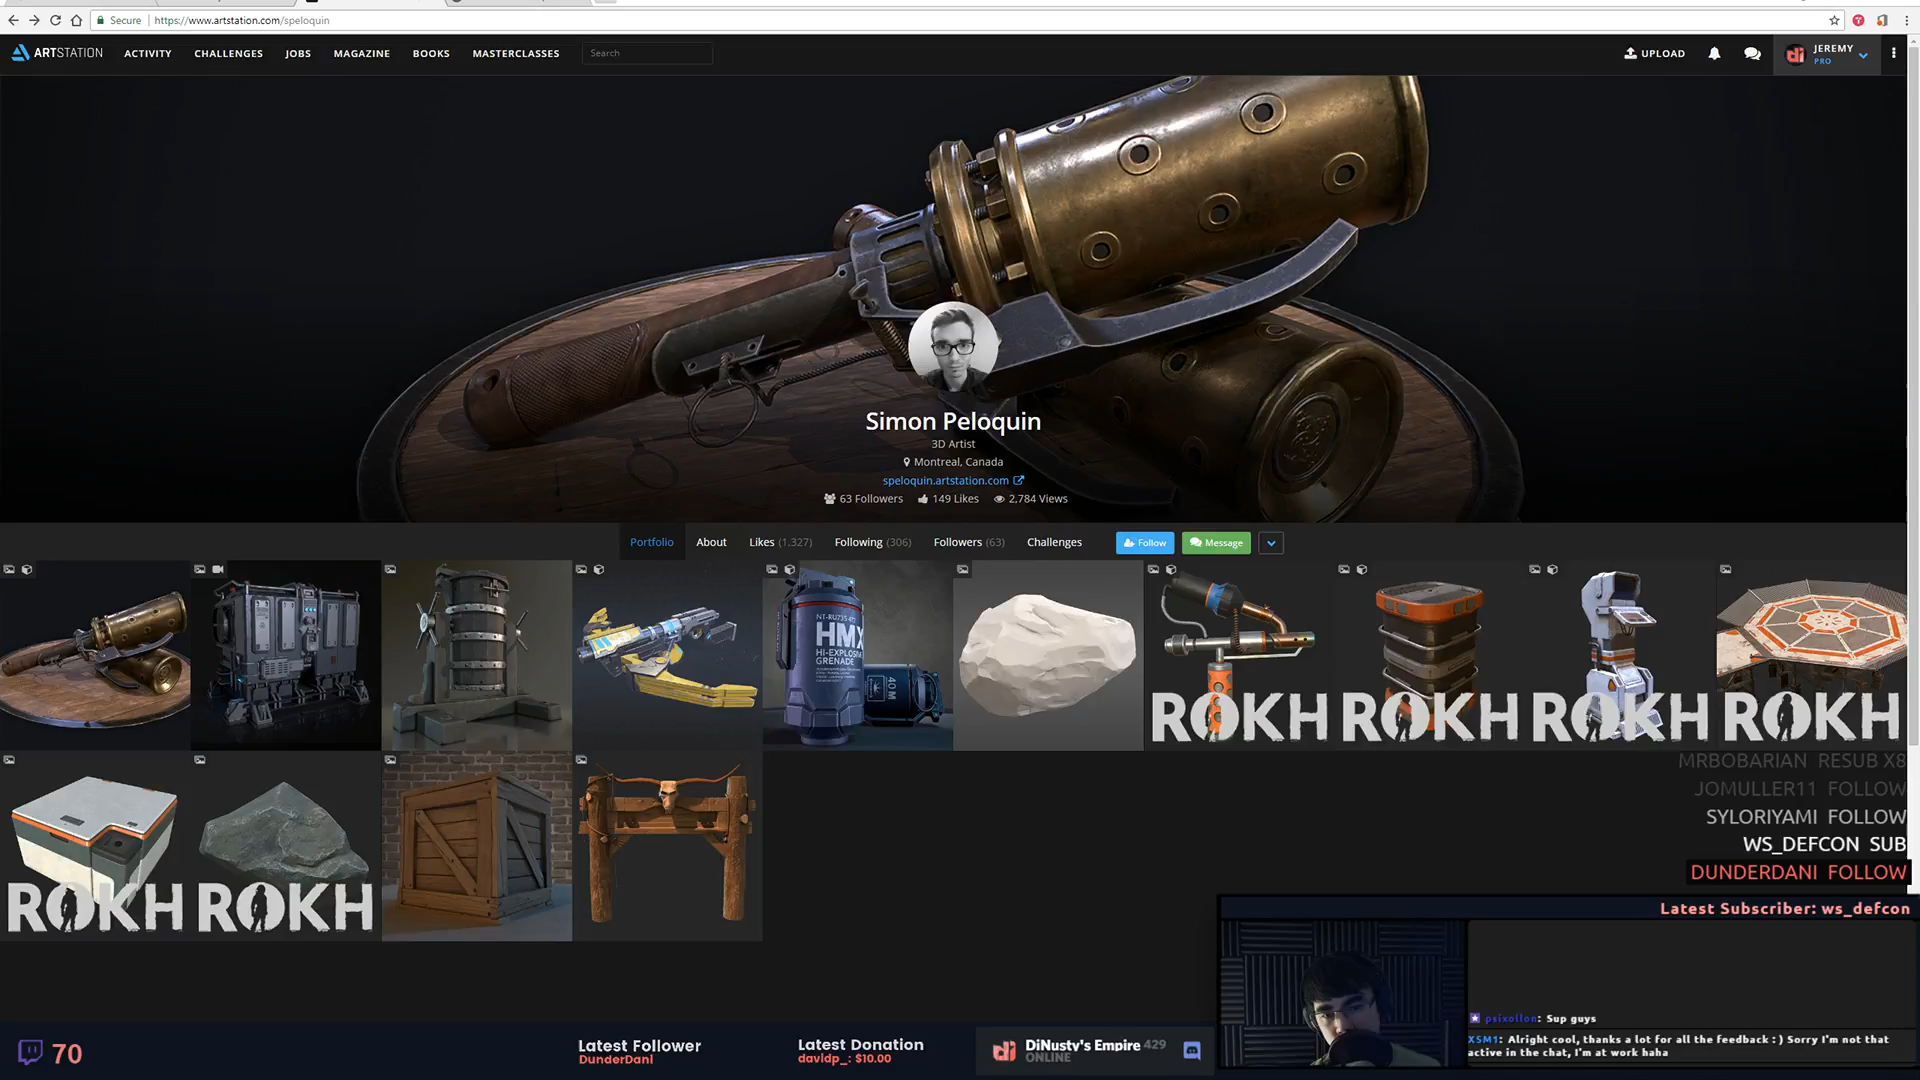 Secure
https://www.artstation.com/speloquin
ARTSTATION
ACTIVITY
CHALLENGES
JOBS
MAGAZINE
BOOKS
MASTERCLASSES
Search
UPLOAD
JEREMY
PRO
Simon Peloquin
3D Artist
Montreal, Canada
speloquin.artstation.com
63 Followers
149 Likes
2,784 Views
Portfolio
About
Likes (1,327)
Following (306)
Followers (63)
Challenges
Follow
Message
NT-RU735-472
HMX
HI-EXPLOSIVE
GRENADE
40M
ROKH
ROKH
ROKH
ROKH
ROKH
ROKH
MRBOBARIAN RESUB X8
JOMULLER11 FOLLOW
SYLORIYAMI FOLLOW
WS_DEFCON SUB
DUNDERDANI FOLLOW
Latest Subscriber: ws_defcon
psixollon: Sup guys
XSM1: Alright cool, thanks a lot for all the feedback : ) Sorry I'm not that
active in the chat, I'm at work haha
70
Latest Follower
DunderDanI
Latest Donation
davidp_: $10.00
di
DiNusty's Empire 429
ONLINE